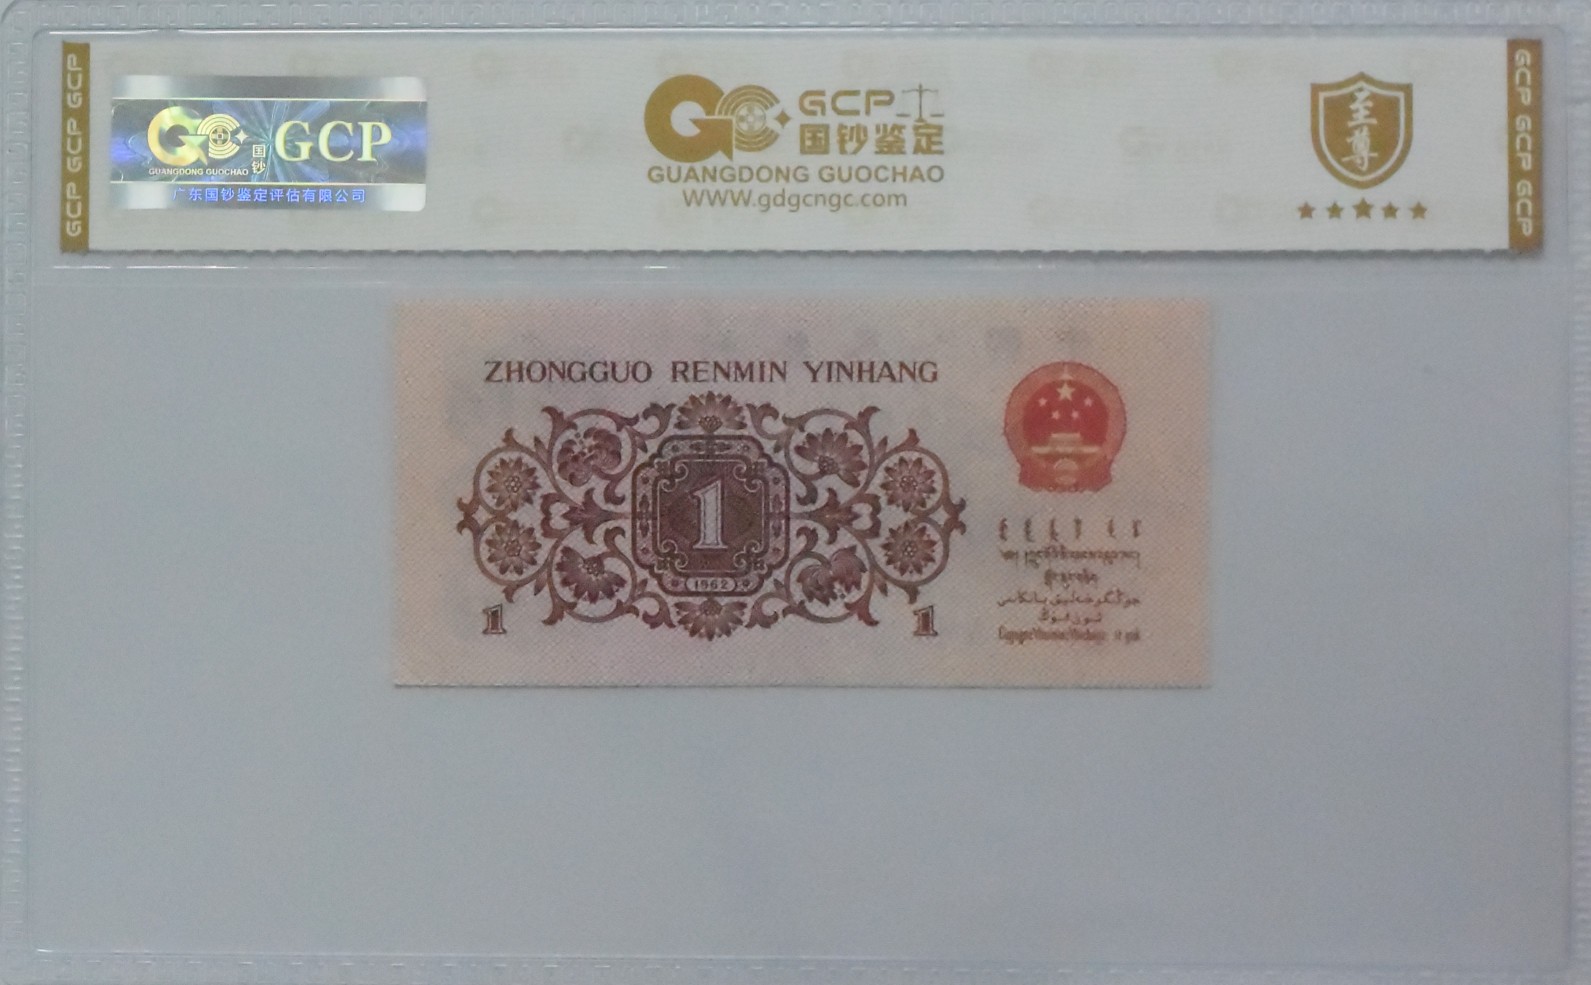 GCP GCP GCP
GC 国钞 GCP
GUANGDONG GUOCHAO
广东国钞鉴定评估有限公司
GCP
国钞鉴定
GUANGDONG GUOCHAO
WWW.gdgcngc.com
至尊
GCP GCP GCP
ZHONGGUO RENMIN YINHANG
1
1962
1 1